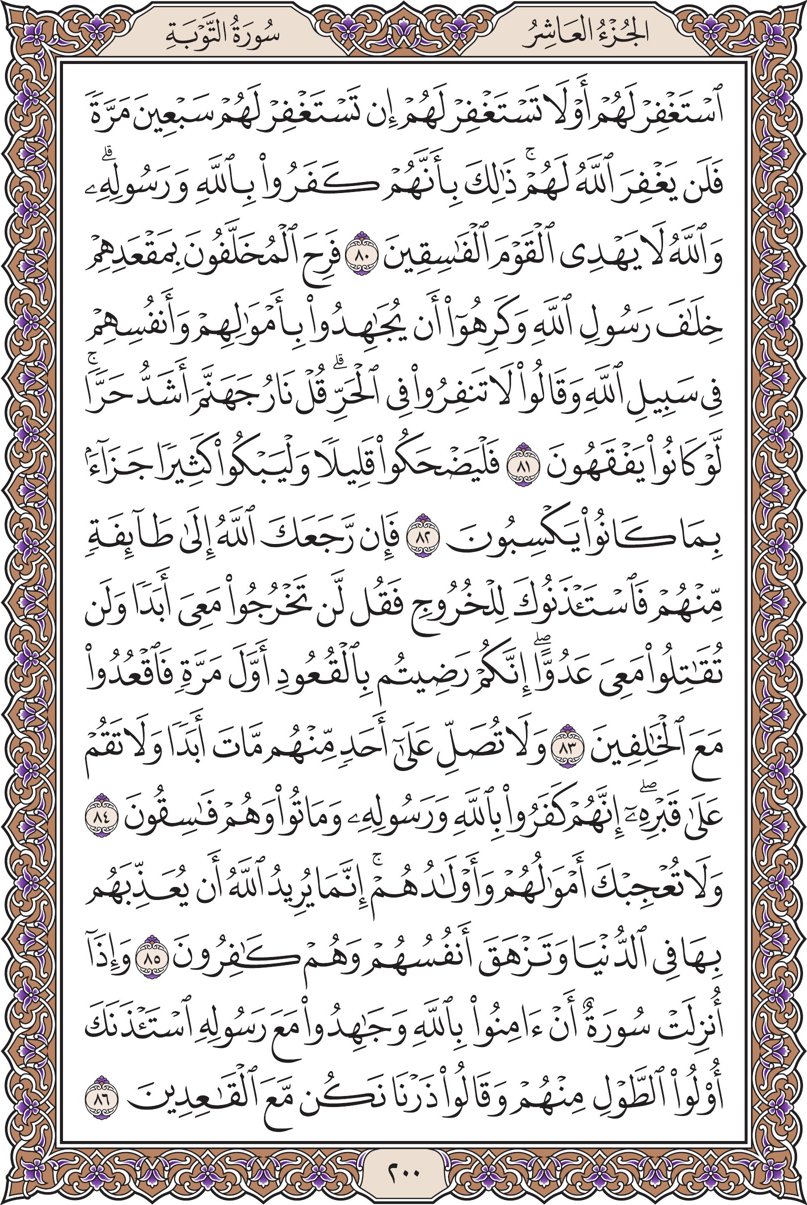 الجُزْءُ العَاشِرُ
سُورَةُ التَّوْبَةِ
ٱسْتَغْفِرْ لَهُمْ أَوْ لَا تَسْتَغْفِرْ لَهُمْ إِن تَسْتَغْفِرْ لَهُمْ سَبْعِينَ مَرَّةً
فَلَن يَغْفِرَ ٱللَّهُ لَهُمْۚ ذَٰلِكَ بِأَنَّهُمْ كَفَرُواْ بِٱللَّهِ وَرَسُولِهِۦۗ
وَٱللَّهُ لَا يَهْدِى ٱلْقَوْمَ ٱلْفَٰسِقِينَ ٨٠ فَرِحَ ٱلْمُخَلَّفُونَ بِمَقْعَدِهِمْ
خِلَٰفَ رَسُولِ ٱللَّهِ وَكَرِهُوٓاْ أَن يُجَٰهِدُواْ بِأَمْوَٰلِهِمْ وَأَنفُسِهِمْ
فِى سَبِيلِ ٱللَّهِ وَقَالُواْ لَا تَنفِرُواْ فِى ٱلْحَرِّۗ قُلْ نَارُ جَهَنَّمَ أَشَدُّ حَرًّاۚ
لَّوْ كَانُواْ يَفْقَهُونَ ٨١ فَلْيَضْحَكُواْ قَلِيلًا وَلْيَبْكُواْ كَثِيرًا جَزَآءًۢ
بِمَا كَانُواْ يَكْسِبُونَ ٨٢ فَإِن رَّجَعَكَ ٱللَّهُ إِلَىٰ طَآئِفَةٍ
مِّنْهُمْ فَٱسْتَـْٔذَنُوكَ لِلْخُرُوجِ فَقُل لَّن تَخْرُجُواْ مَعِىَ أَبَدًا وَلَن
تُقَٰتِلُواْ مَعِىَ عَدُوًّاۖ إِنَّكُمْ رَضِيتُم بِٱلْقُعُودِ أَوَّلَ مَرَّةٍ فَٱقْعُدُواْ
مَعَ ٱلْخَٰلِفِينَ ٨٣ وَلَا تُصَلِّ عَلَىٰٓ أَحَدٍ مِّنْهُم مَّاتَ أَبَدًا وَلَا تَقُمْ
عَلَىٰ قَبْرِهِۦٓۖ إِنَّهُمْ كَفَرُواْ بِٱللَّهِ وَرَسُولِهِۦ وَمَاتُواْ وَهُمْ فَٰسِقُونَ ٨٤
وَلَا تُعْجِبْكَ أَمْوَٰلُهُمْ وَأَوْلَٰدُهُمْۚ إِنَّمَا يُرِيدُ ٱللَّهُ أَن يُعَذِّبَهُم
بِهَا فِى ٱلدُّنْيَا وَتَزْهَقَ أَنفُسُهُمْ وَهُمْ كَٰفِرُونَ ٨٥ وَإِذَآ
أُنزِلَتْ سُورَةٌ أَنْ ءَامِنُواْ بِٱللَّهِ وَجَٰهِدُواْ مَعَ رَسُولِهِ ٱسْتَـْٔذَنَكَ
أُوْلُواْ ٱلطَّوْلِ مِنْهُمْ وَقَالُواْ ذَرْنَا نَكُن مَّعَ ٱلْقَٰعِدِينَ ٨٦
٢٠٠